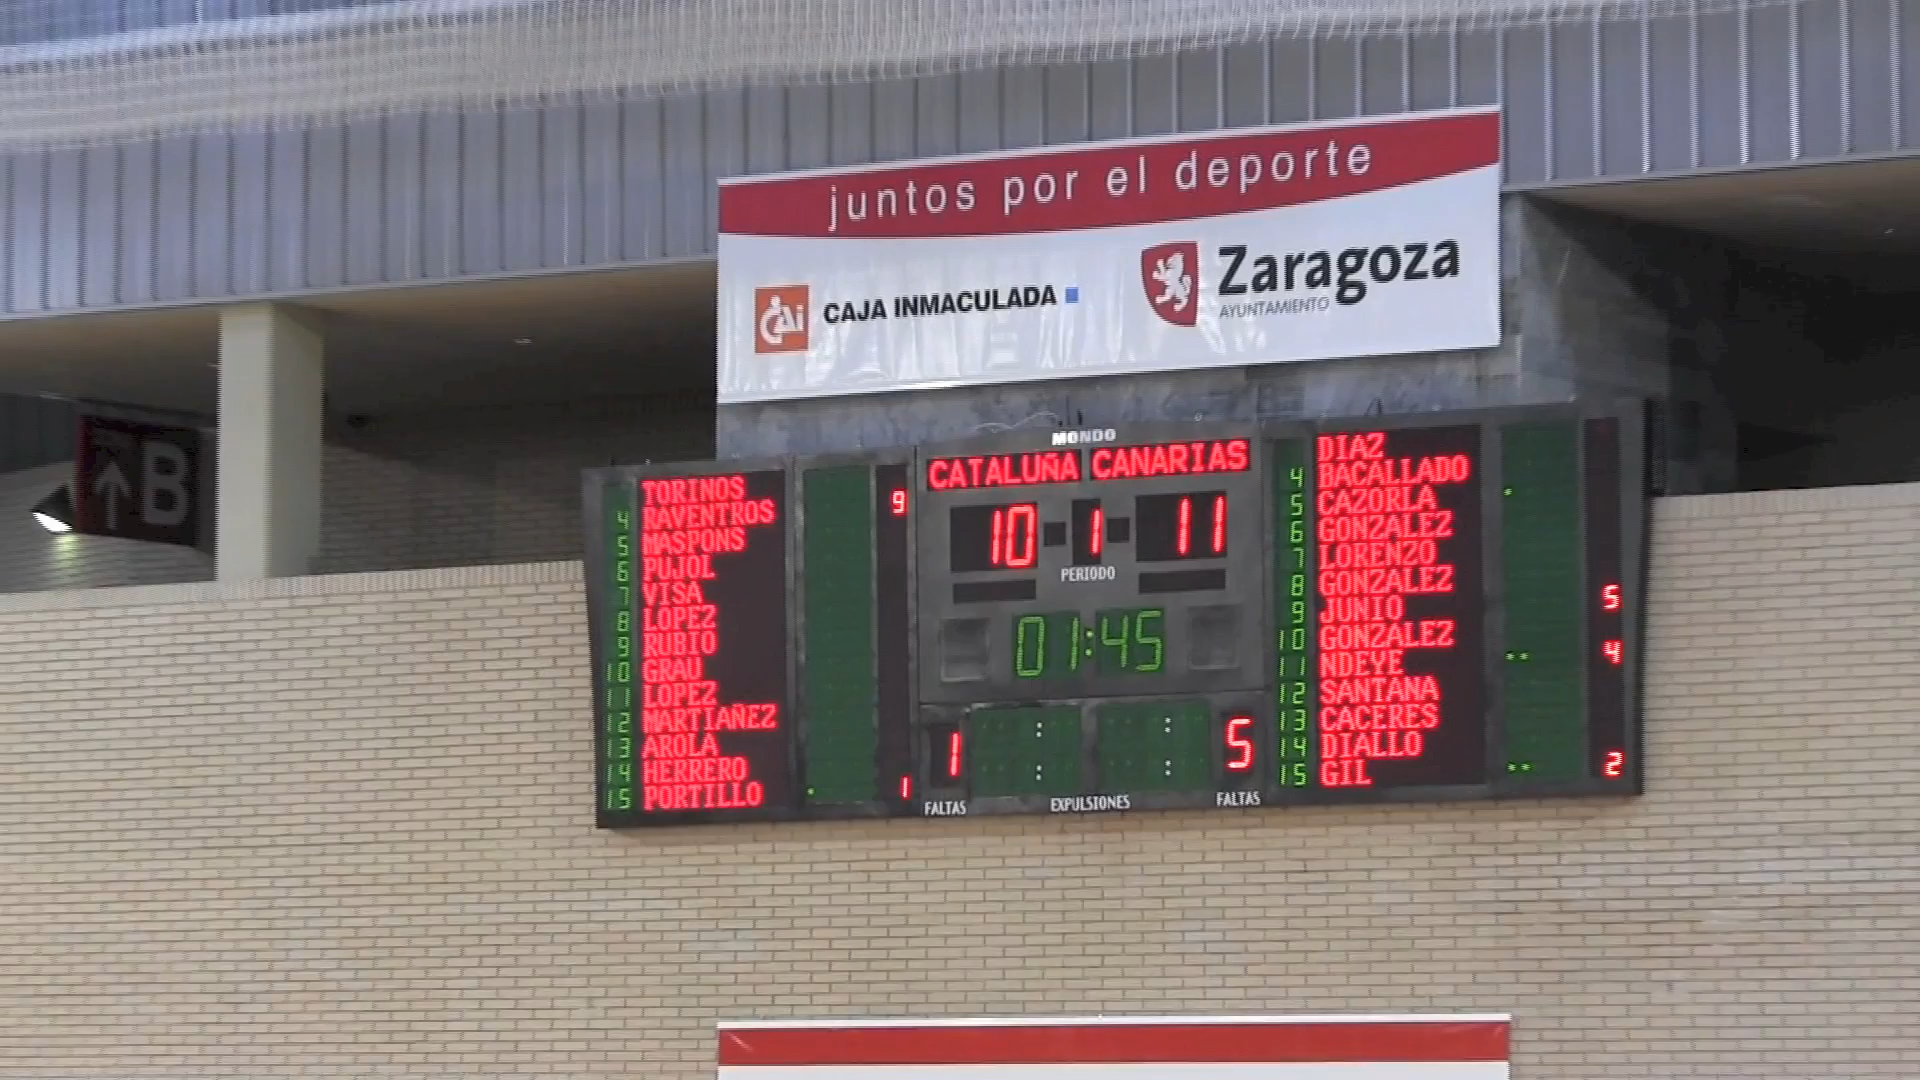 juntos por el deporte
CAi CAJA INMACULADA
Zaragoza
AYUNTAMIENTO
B
MONDO
CATALUÑA CANARIAS
10 1 11
PERIODO
01:45
1 5
FALTAS EXPULSIONES FALTAS
TORINOS 9
4 RAVENTROS
5 MASPONS
6 PUJOL
7 VISA
8 LOPEZ
9 RUBIO
10 GRAU
11 LOPEZ
12 MARTIAÑEZ
13 AROLA
14 HERRERO
15 PORTILLO 1
DIAZ
4 BACALLADO
5 CAZORLA
6 GONZALEZ
7 LORENZO
8 GONZALEZ
9 JUNIO 5
10 GONZALEZ
11 NDEYE 4
12 SANTANA
13 CACERES
14 DIALLO
15 GIL 2